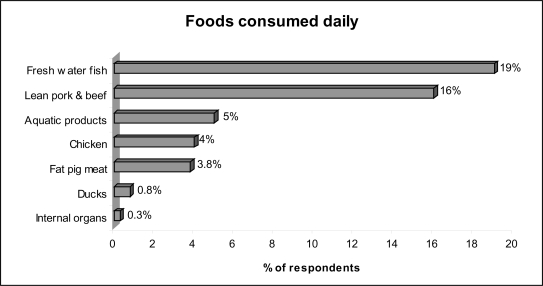 Foods consumed daily
Fresh water fish 19%
Lean pork & beef 16%
Aquatic products 5%
Chicken 4%
Fat pig meat 3.8%
Ducks 0.8%
Internal organs 0.3%
0 2 4 6 8 10 12 14 16 18 20
% of respondents